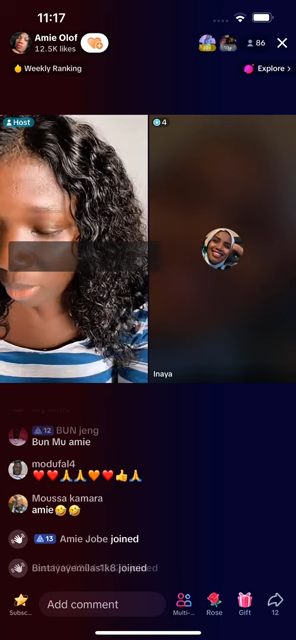 11:17
Amie Olof
12.5K likes
86
Weekly Ranking
Explore >
Host
4
Inaya
12 BUN jeng
Bun Mu amie
modufal4
Moussa kamara
amie
13 Amie Jobe joined
joined
Subsc...
Add comment
Multi-...
Rose
Gift
12